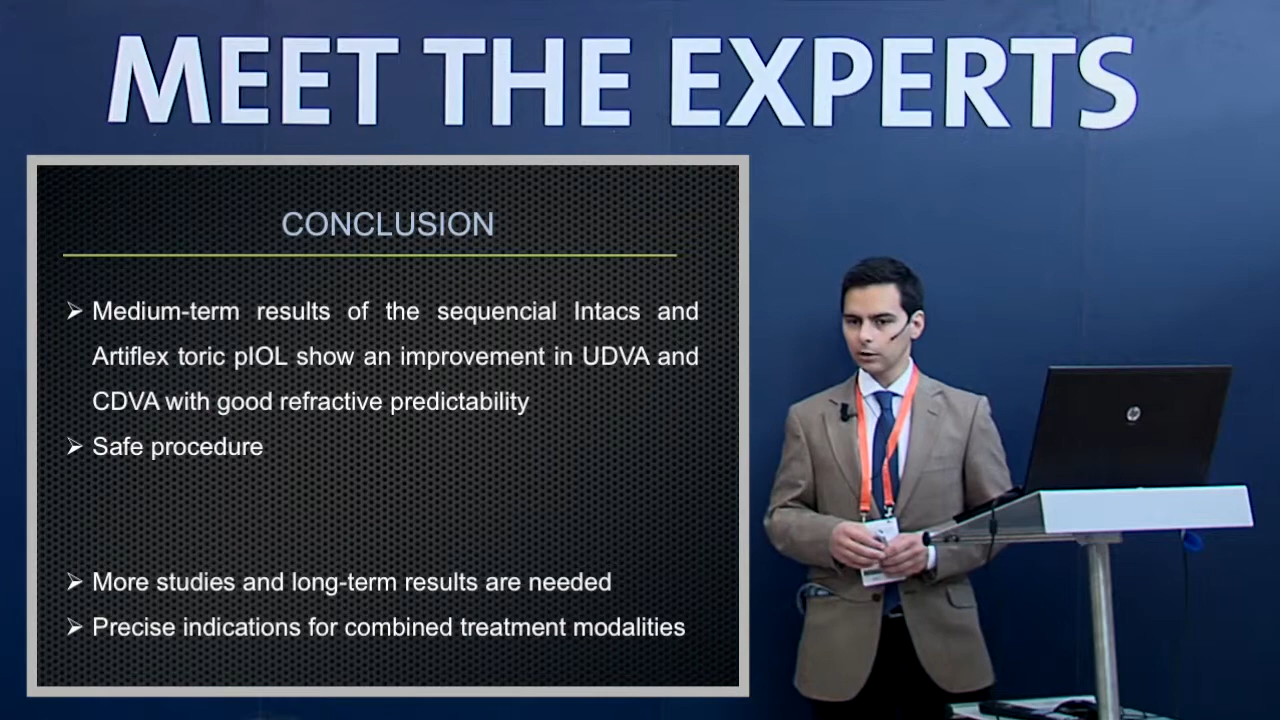 MEET THE EXPERTS
CONCLUSION
➢ Medium-term results of the sequencial Intacs and
Artiflex toric pIOL show an improvement in UDVA and
CDVA with good refractive predictability
➢ Safe procedure
➢ More studies and long-term results are needed
➢ Precise indications for combined treatment modalities
hp